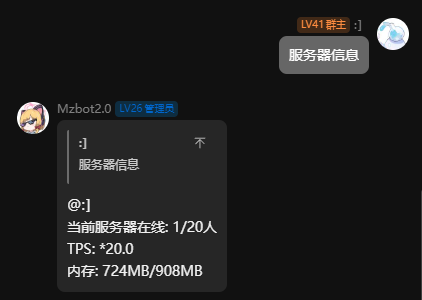 LV41 群主 :]
服务器信息
Mzbot2.0 LV26 管理员
:]
服务器信息
@:]
当前服务器在线: 1/20人
TPS: *20.0
内存: 724MB/908MB